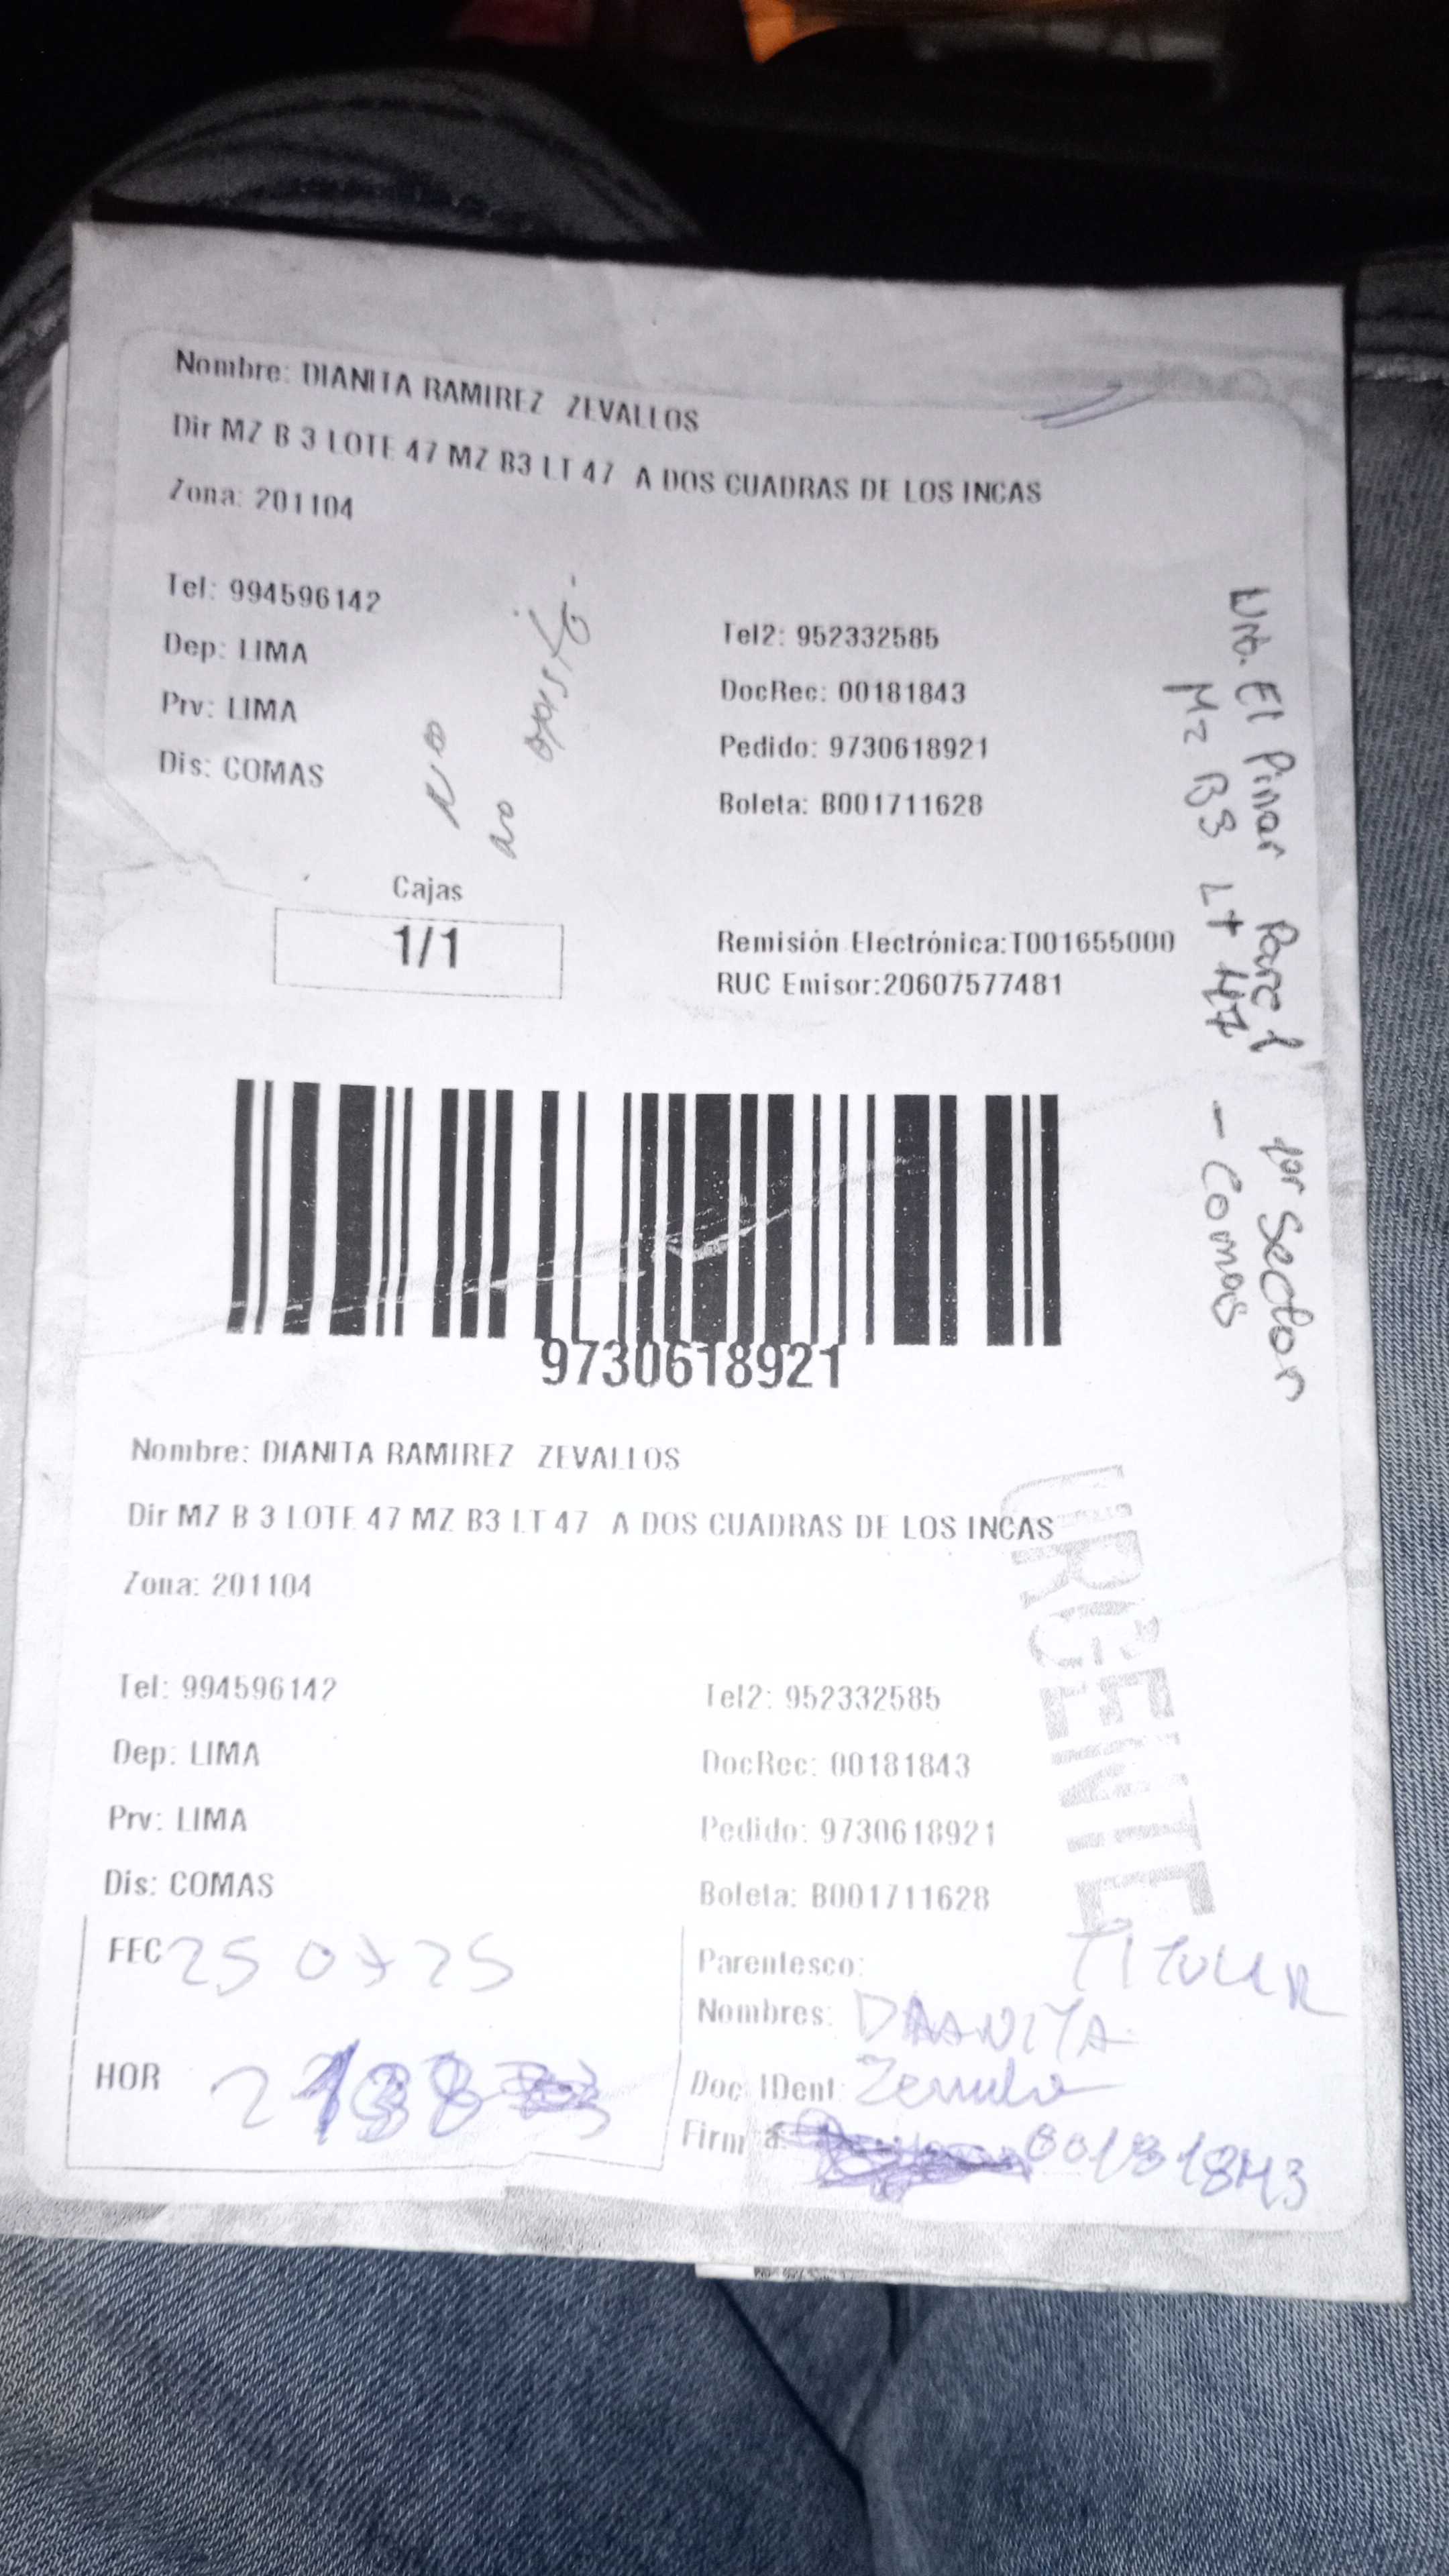 Nombre: DIANITA RAMIREZ ZEVALLOS
Dir MZ B 3 LOTE 47 MZ B3 LT 47 A DOS CUADRAS DE LOS INCAS
Zona: 201104
Tel: 994596142
Dep: LIMA
Prv: LIMA
Dis: COMAS
Tel2: 952332585
DocRec: 00181843
Pedido: 9730618921
Boleta: B001711628
Urb. El Pinar Parc 1 1er Sector
Mz B3 Lt 47 - Comas
Cajas
1/1
Remisión Electrónica:T001655000
RUC Emisor:20607577481
9730618921
Nombre: DIANITA RAMIREZ ZEVALLOS
Dir MZ B 3 LOTE 47 MZ B3 LT 47 A DOS CUADRAS DE LOS INCAS
Zona: 201104
Tel: 994596142
Dep: LIMA
Prv: LIMA
Dis: COMAS
Tel2: 952332585
DocRec: 00181843
Pedido: 9730618921
Boleta: B001711628
URGENTE
FEC 25 07 25
HOR
Parentesco: TITULAR
Nombres:
Doc IDent:
Firma: 00181843